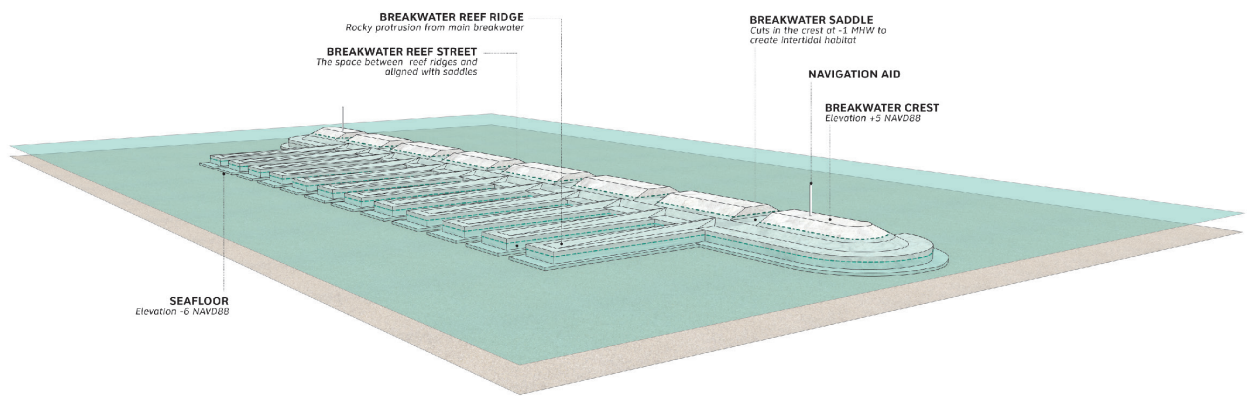 BREAKWATER REEF RIDGE
Rocky protrusion from main breakwater
BREAKWATER REEF STREET
The space between reef ridges and
aligned with saddles
BREAKWATER SADDLE
Cuts in the crest at -1 MHW to
create intertidal habitat
NAVIGATION AID
BREAKWATER CREST
Elevation +5 NAVD88
SEAFLOOR
Elevation -6 NAVD88